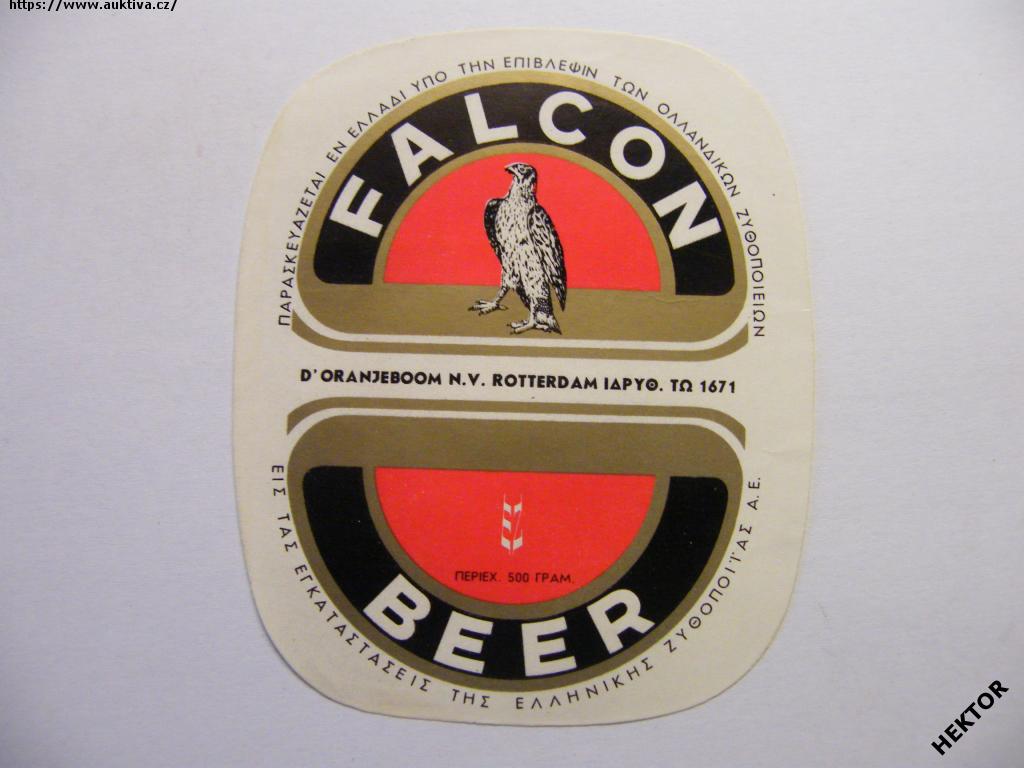 https://www.auktiva.cz/
ΠΑΡΑΣΚΕΥΑΖΕΤΑΙ ΕΝ ΕΛΛΑΔΙ ΥΠΟ ΤΗΝ ΕΠΙΒΛΕΨΙΝ ΤΩΝ ΟΛΛΑΝΔΙΚΩΝ ΖΥΘΟΠΟΙΕΙΩΝ
FALCON
D'ORANJEBOOM N.V. ROTTERDAM ΙΔΡΥΘ. ΤΩ 1671
ΠΕΡΙΕΧ. 500 ΓΡΑΜ.
BEER
ΕΙΣ ΤΑΣ ΕΓΚΑΤΑΣΤΑΣΕΙΣ ΤΗΣ ΕΛΛΗΝΙΚΗΣ ΖΥΘΟΠΟΙΪΑΣ Α.Ε.
HEKTOR